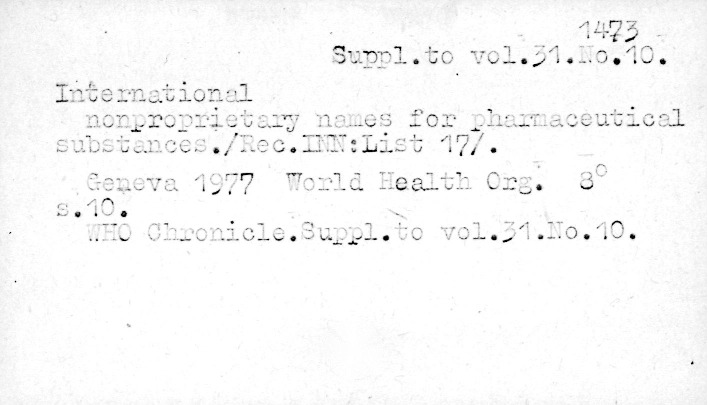 1473
Suppl.to vol.31.No.10.
International
nonproprietary names for pharmaceutical
substances./Rec.INN:List 17/.
Geneva 1977 World Health Org. 8°
s.10.
WHO Chronicle.Suppl.to vol.31.No.10.